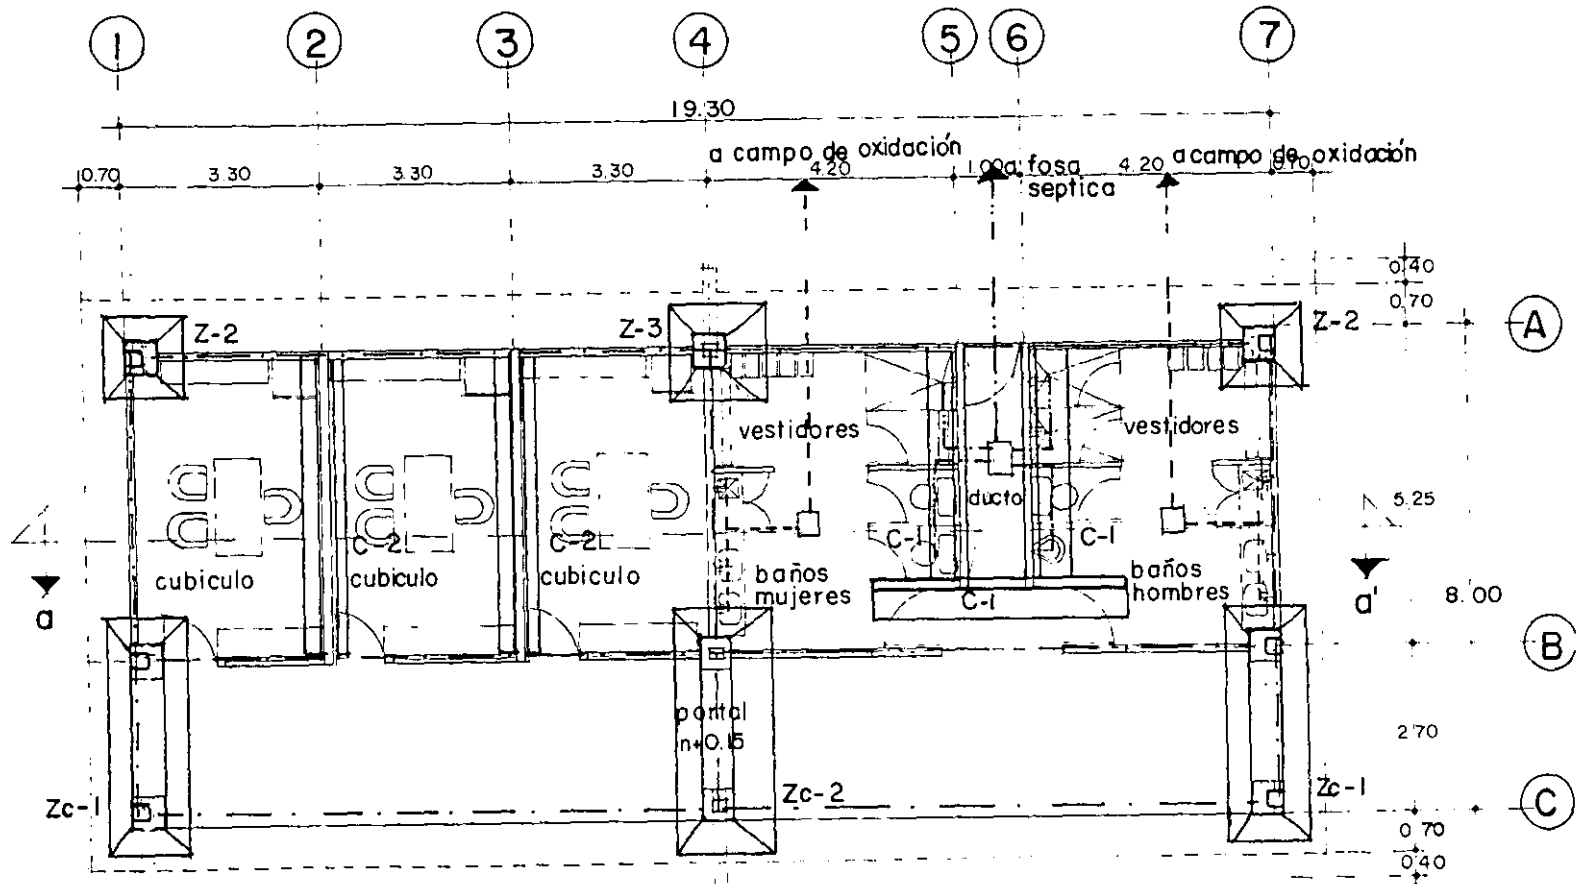 1 2 3 4 5 6 7
19.30
a campo de oxidación
a fosa
septica
a campo de oxidación
0.70 3.30 3.30 3.30 4.20 1.00 4.20 0.70
0.40
0.70
A
Z-2
Z-3
Z-2
vestidores
vestidores
ducto
5.25
C-2
C-2
C-1
C-1
cubiculo
cubiculo
cubiculo
baños
mujeres
baños
hombres
C-1
a
a'
8.00
B
portal
n+0.15
2.70
Zc-1
Zc-2
Zc-1
C
0.70
0.40